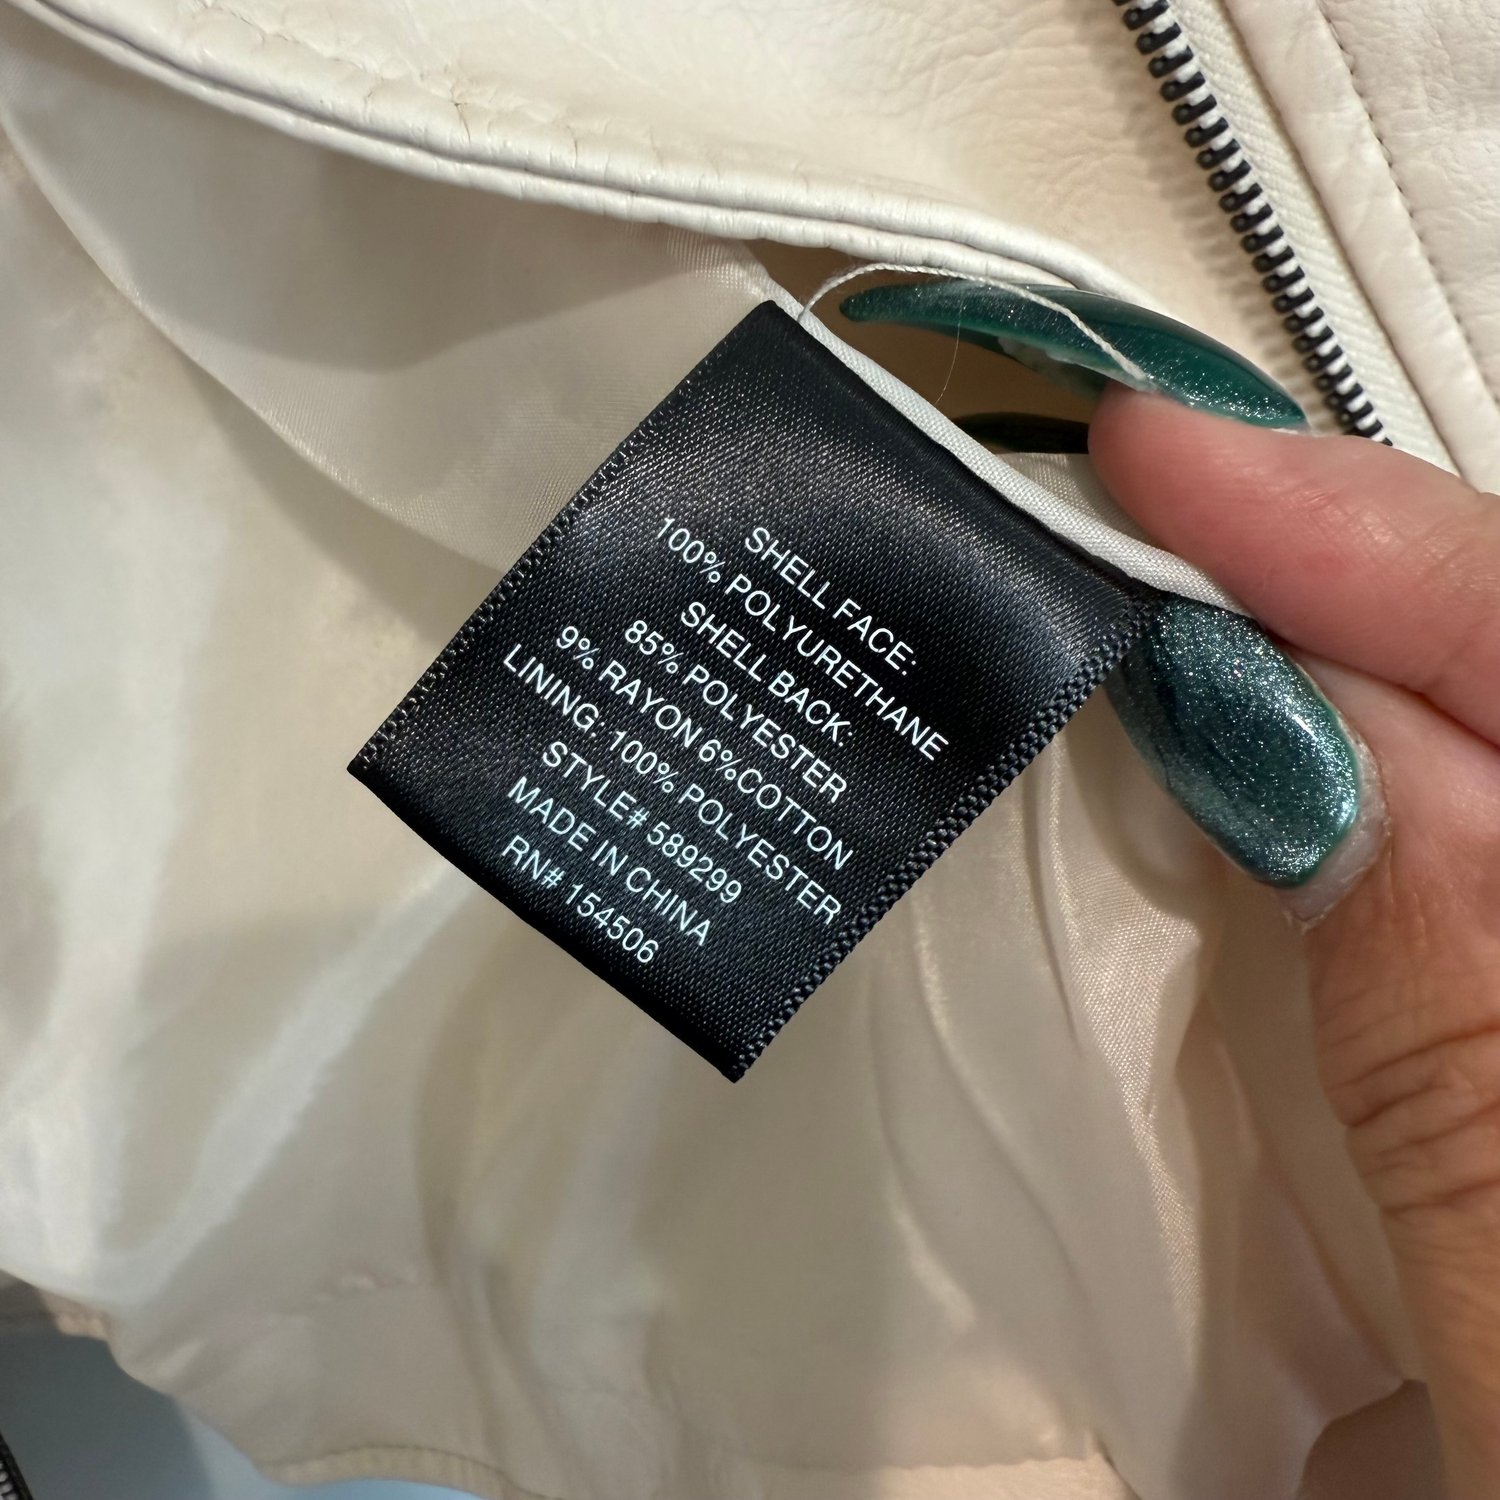 SHELL FACE:
100% POLYURETHANE
SHELL BACK:
85% POLYESTER
9% RAYON 6%COTTON
LINING: 100% POLYESTER
STYLE# 589299
MADE IN CHINA
RN# 154506